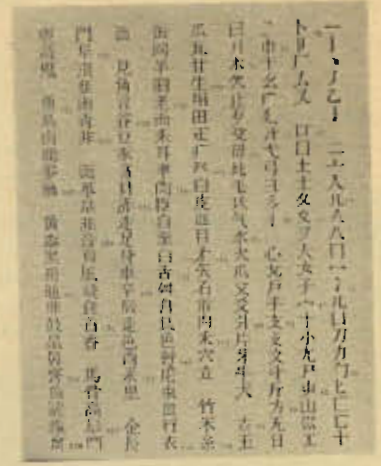 一丨丶丿乙亅 二亠人儿入八冂冖冫几凵刀力勹匕匚匸十
卜卩厂厶又 口囗土士夂夊夕大女子宀寸小尢尸屮山巛工
己巾干幺广廴廾弋弓彐彡彳 心戈戶手支攴文斗斤方无日
曰月木欠止歹殳毋比毛氏气水火爪父爻爿片牙牛犬 玄玉
瓜瓦甘生用田疋疒癶白皮皿目矛矢石示禸禾穴立 竹米糸
缶网羊羽老而耒耳聿肉臣自至臼舌舛舟艮色艸虍虫血行衣
襾 見角言谷豆豕豸貝赤走足身車辛辰辵邑酉釆里 金長
門阜隶隹雨靑非 面革韋韭音頁風飛食首香 馬骨高髟鬥
鬯鬲鬼 魚鳥鹵鹿麥麻 黃黍黑黹黽鼎鼓鼠鼻齊齒龍龜龠